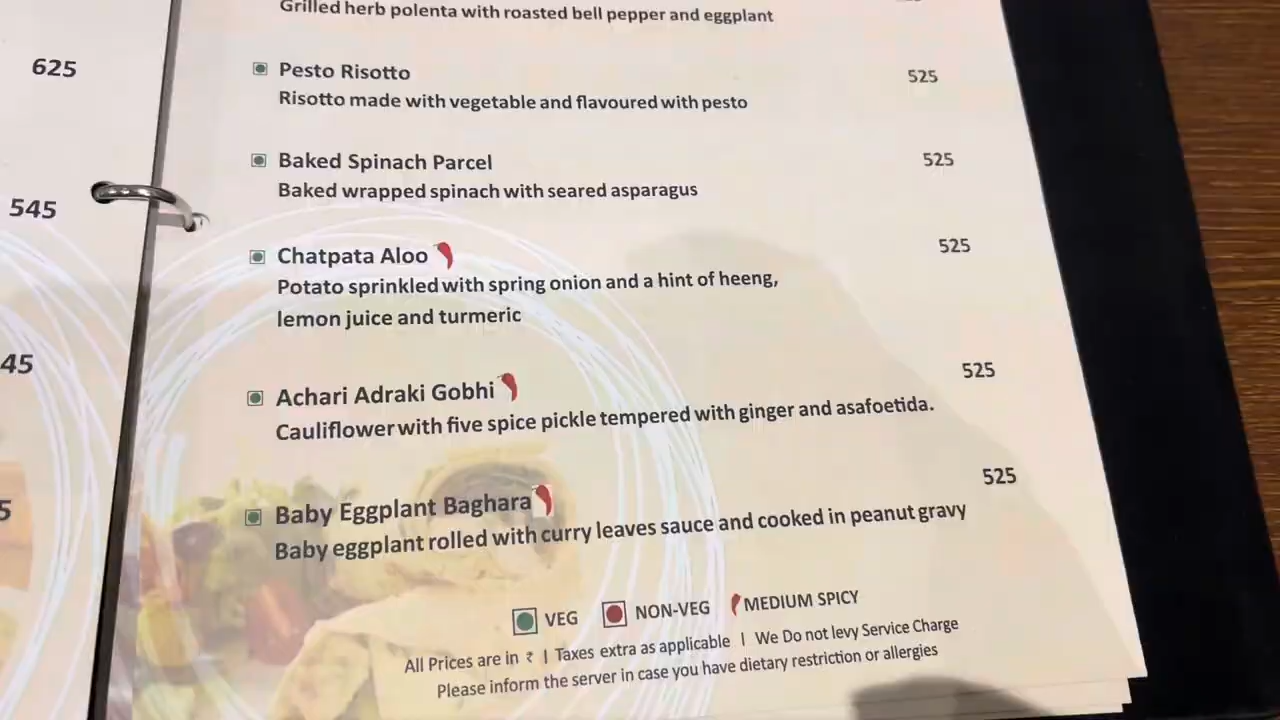 625
545
45
5
Grilled herb polenta with roasted bell pepper and eggplant
Pesto Risotto 525
Risotto made with vegetable and flavoured with pesto
Baked Spinach Parcel 525
Baked wrapped spinach with seared asparagus
Chatpata Aloo 525
Potato sprinkled with spring onion and a hint of heeng,
lemon juice and turmeric
Achari Adraki Gobhi 525
Cauliflower with five spice pickle tempered with ginger and asafoetida.
Baby Eggplant Baghara 525
Baby eggplant rolled with curry leaves sauce and cooked in peanut gravy
VEG NON-VEG MEDIUM SPICY
All Prices are in ₹ | Taxes extra as applicable | We Do not levy Service Charge
Please inform the server in case you have dietary restriction or allergies